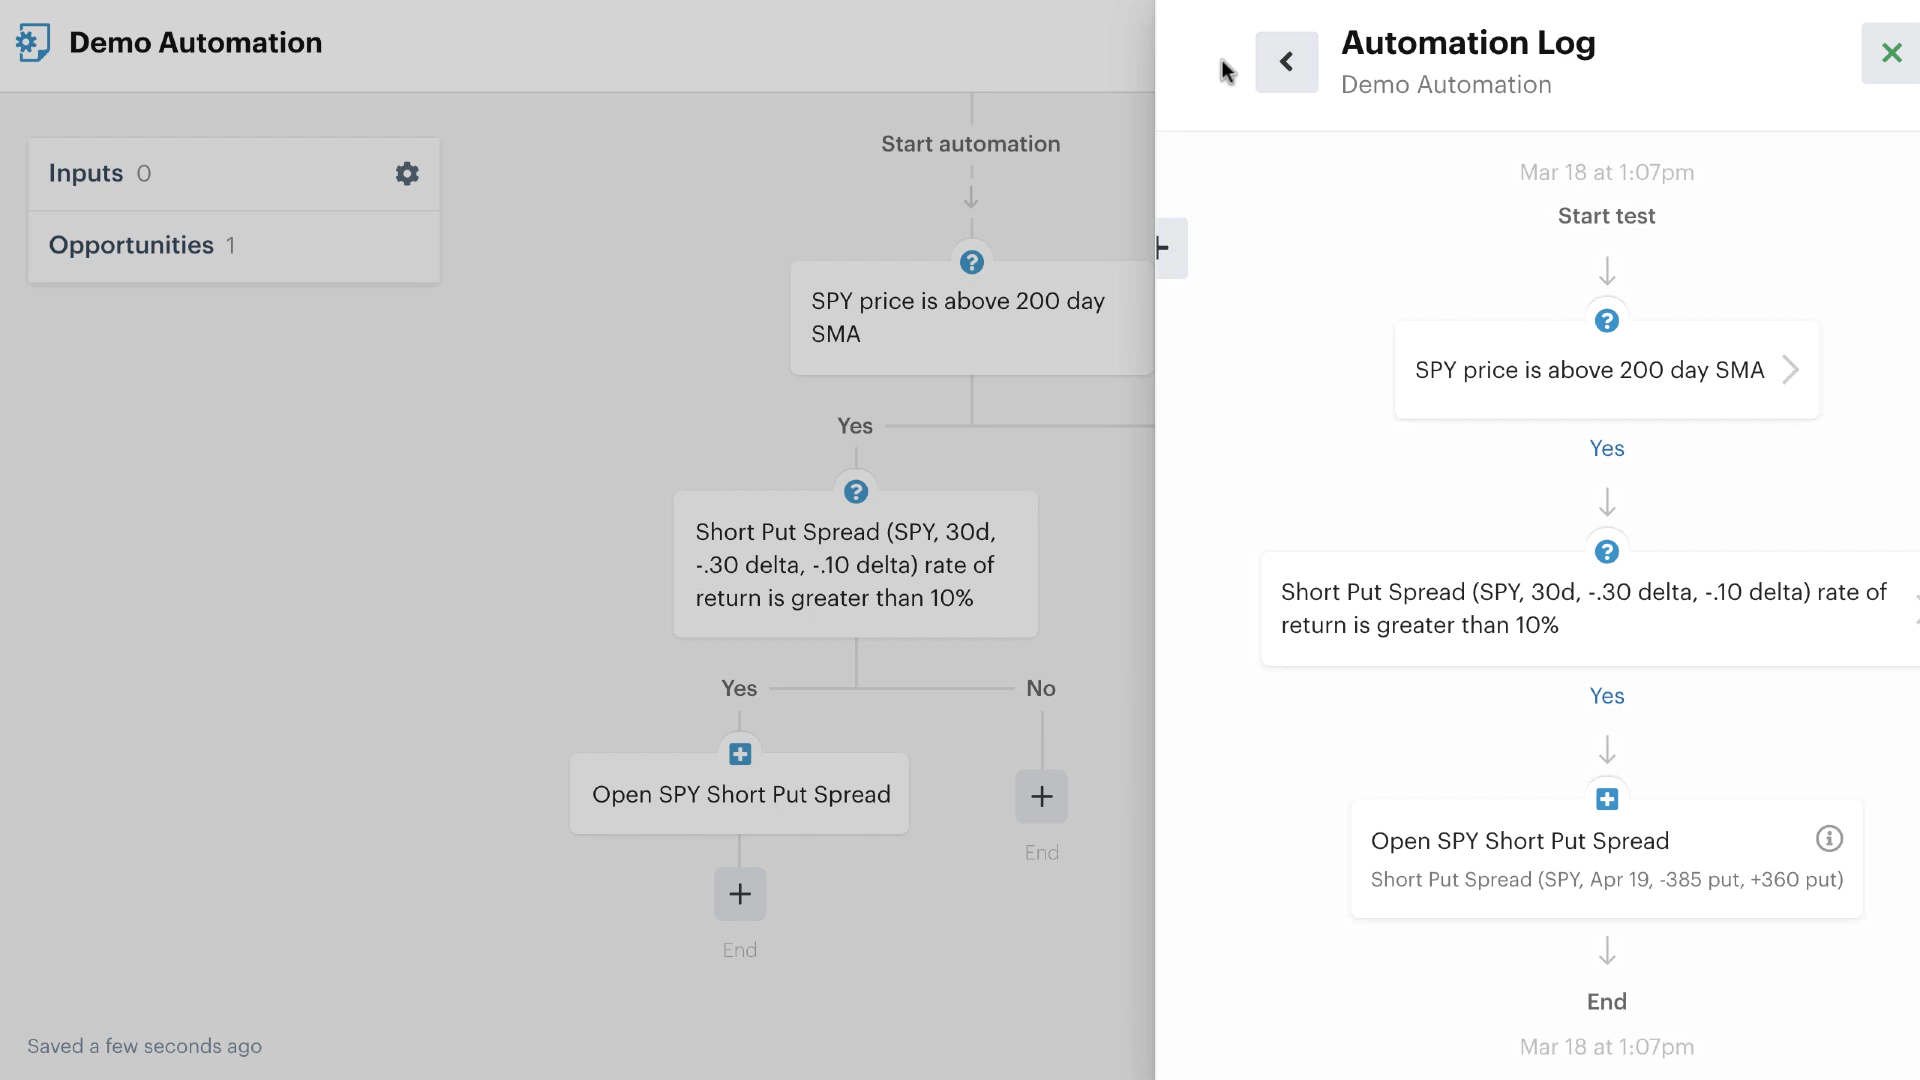 Demo Automation
Inputs 0
Opportunities 1
Start automation
SPY price is above 200 day
SMA
Yes
Short Put Spread (SPY, 30d,
-.30 delta, -.10 delta) rate of
return is greater than 10%
Yes
No
Open SPY Short Put Spread
End
End
Saved a few seconds ago
Automation Log
Demo Automation
Mar 18 at 1:07pm
Start test
SPY price is above 200 day SMA
Yes
Short Put Spread (SPY, 30d, -.30 delta, -.10 delta) rate of
return is greater than 10%
Yes
Open SPY Short Put Spread
Short Put Spread (SPY, Apr 19, -385 put, +360 put)
End
Mar 18 at 1:07pm